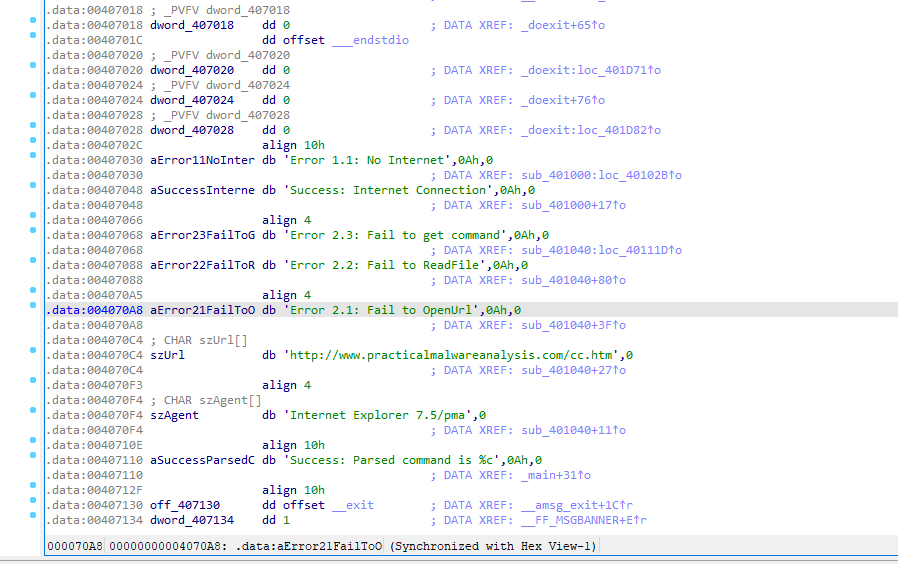 .data:00407018 ; _PVFV dword_407018
.data:00407018 dword_407018 dd 0 ; DATA XREF: _doexit+65↑o
.data:0040701C dd offset ___endstdio
.data:00407020 ; _PVFV dword_407020
.data:00407020 dword_407020 dd 0 ; DATA XREF: _doexit:loc_401D71↑o
.data:00407024 ; _PVFV dword_407024
.data:00407024 dword_407024 dd 0 ; DATA XREF: _doexit+76↑o
.data:00407028 ; _PVFV dword_407028
.data:00407028 dword_407028 dd 0 ; DATA XREF: _doexit:loc_401D82↑o
.data:0040702C align 10h
.data:00407030 aError11NoInter db 'Error 1.1: No Internet',0Ah,0
.data:00407030 ; DATA XREF: sub_401000:loc_40102B↑o
.data:00407048 aSuccessInterne db 'Success: Internet Connection',0Ah,0
.data:00407048 ; DATA XREF: sub_401000+17↑o
.data:00407066 align 4
.data:00407068 aError23FailToG db 'Error 2.3: Fail to get command',0Ah,0
.data:00407068 ; DATA XREF: sub_401040:loc_40111D↑o
.data:00407088 aError22FailToR db 'Error 2.2: Fail to ReadFile',0Ah,0
.data:00407088 ; DATA XREF: sub_401040+80↑o
.data:004070A5 align 4
.data:004070A8 aError21FailToO db 'Error 2.1: Fail to OpenUrl',0Ah,0
.data:004070A8 ; DATA XREF: sub_401040+3F↑o
.data:004070C4 ; CHAR szUrl[]
.data:004070C4 szUrl db 'http://www.practicalmalwareanalysis.com/cc.htm',0
.data:004070C4 ; DATA XREF: sub_401040+27↑o
.data:004070F3 align 4
.data:004070F4 ; CHAR szAgent[]
.data:004070F4 szAgent db 'Internet Explorer 7.5/pma',0
.data:004070F4 ; DATA XREF: sub_401040+11↑o
.data:0040710E align 10h
.data:00407110 aSuccessParsedC db 'Success: Parsed command is %c',0Ah,0
.data:00407110 ; DATA XREF: _main+31↑o
.data:0040712F align 10h
.data:00407130 off_407130 dd offset __exit ; DATA XREF: __amsg_exit+1C↑r
.data:00407134 dword_407134 dd 1 ; DATA XREF: __FF_MSGBANNER+E↑r
000070A8 00000000004070A8: .data:aError21FailToO (Synchronized with Hex View-1)